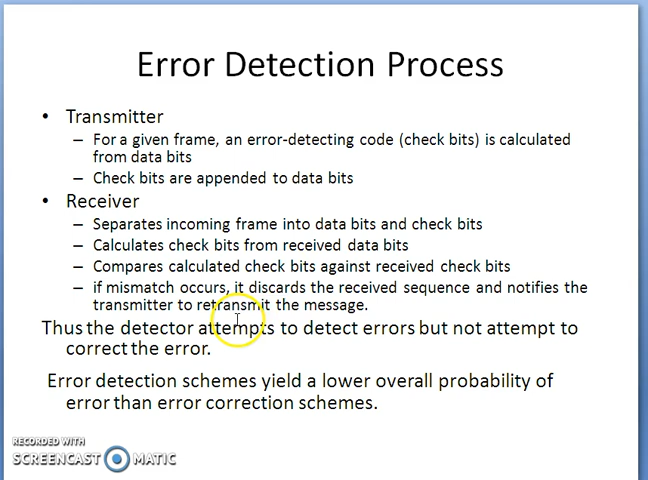 Error Detection Process
• Transmitter
– For a given frame, an error-detecting code (check bits) is calculated
from data bits
– Check bits are appended to data bits
• Receiver
– Separates incoming frame into data bits and check bits
– Calculates check bits from received data bits
– Compares calculated check bits against received check bits
– if mismatch occurs, it discards the received sequence and notifies the
transmitter to retransmit the message.
Thus the detector attempts to detect errors but not attempt to
correct the error.
Error detection schemes yield a lower overall probability of
error than error correction schemes.
RECORDED WITH
SCREENCAST MATIC